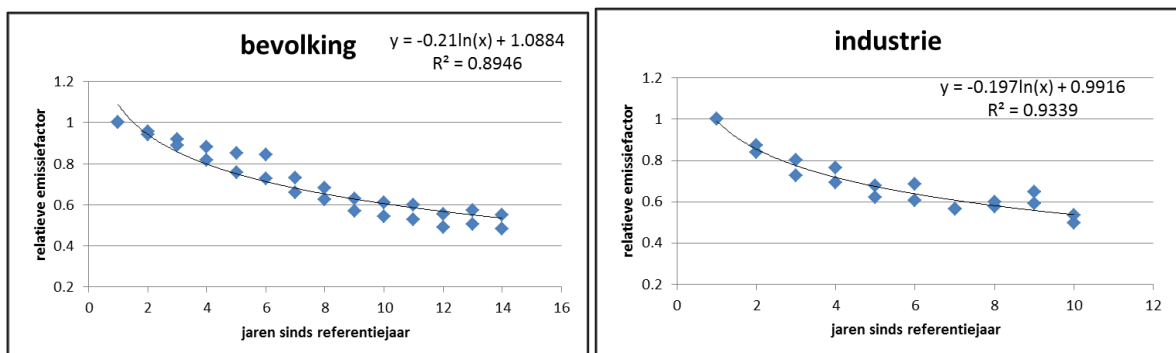 bevolking
y = -0.21ln(x) + 1.0884
R² = 0.8946
relatieve emissiefactor
1.2
1
0.8
0.6
0.4
0.2
0 2 4 6 8 10 12 14 16
jaren sinds referentiejaar
industrie
y = -0.197ln(x) + 0.9916
R² = 0.9339
relatieve emissiefactor
1.2
1
0.8
0.6
0.4
0.2
0 2 4 6 8 10 12
jaren sinds referentiejaar